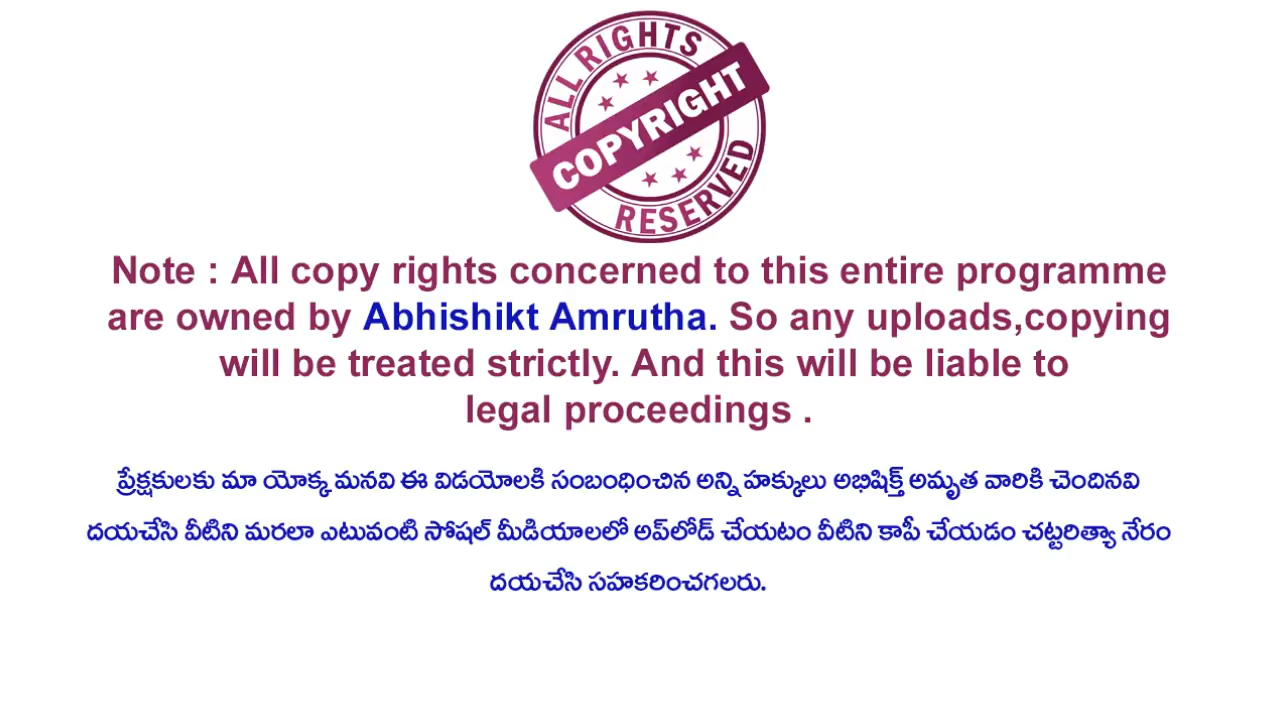 ALL RIGHTS
COPYRIGHT
RESERVED
Note : All copy rights concerned to this entire programme
are owned by Abhishikt Amrutha. So any uploads,copying
will be treated strictly. And this will be liable to
legal proceedings .
ప్రేక్షకులకు మా యొక్క మనవి ఈ విడయోలకి సంబంధించిన అన్ని హక్కులు అభిషిక్త్ అమృత వారికి చెందినవి
దయచేసి వీటిని మరలా ఎటువంటి సోషల్ మీడియాలలో అప్‌లోడ్ చేయటం వీటిని కాపీ చేయడం చట్టరిత్యా నేరం
దయచేసి సహకరించగలరు.